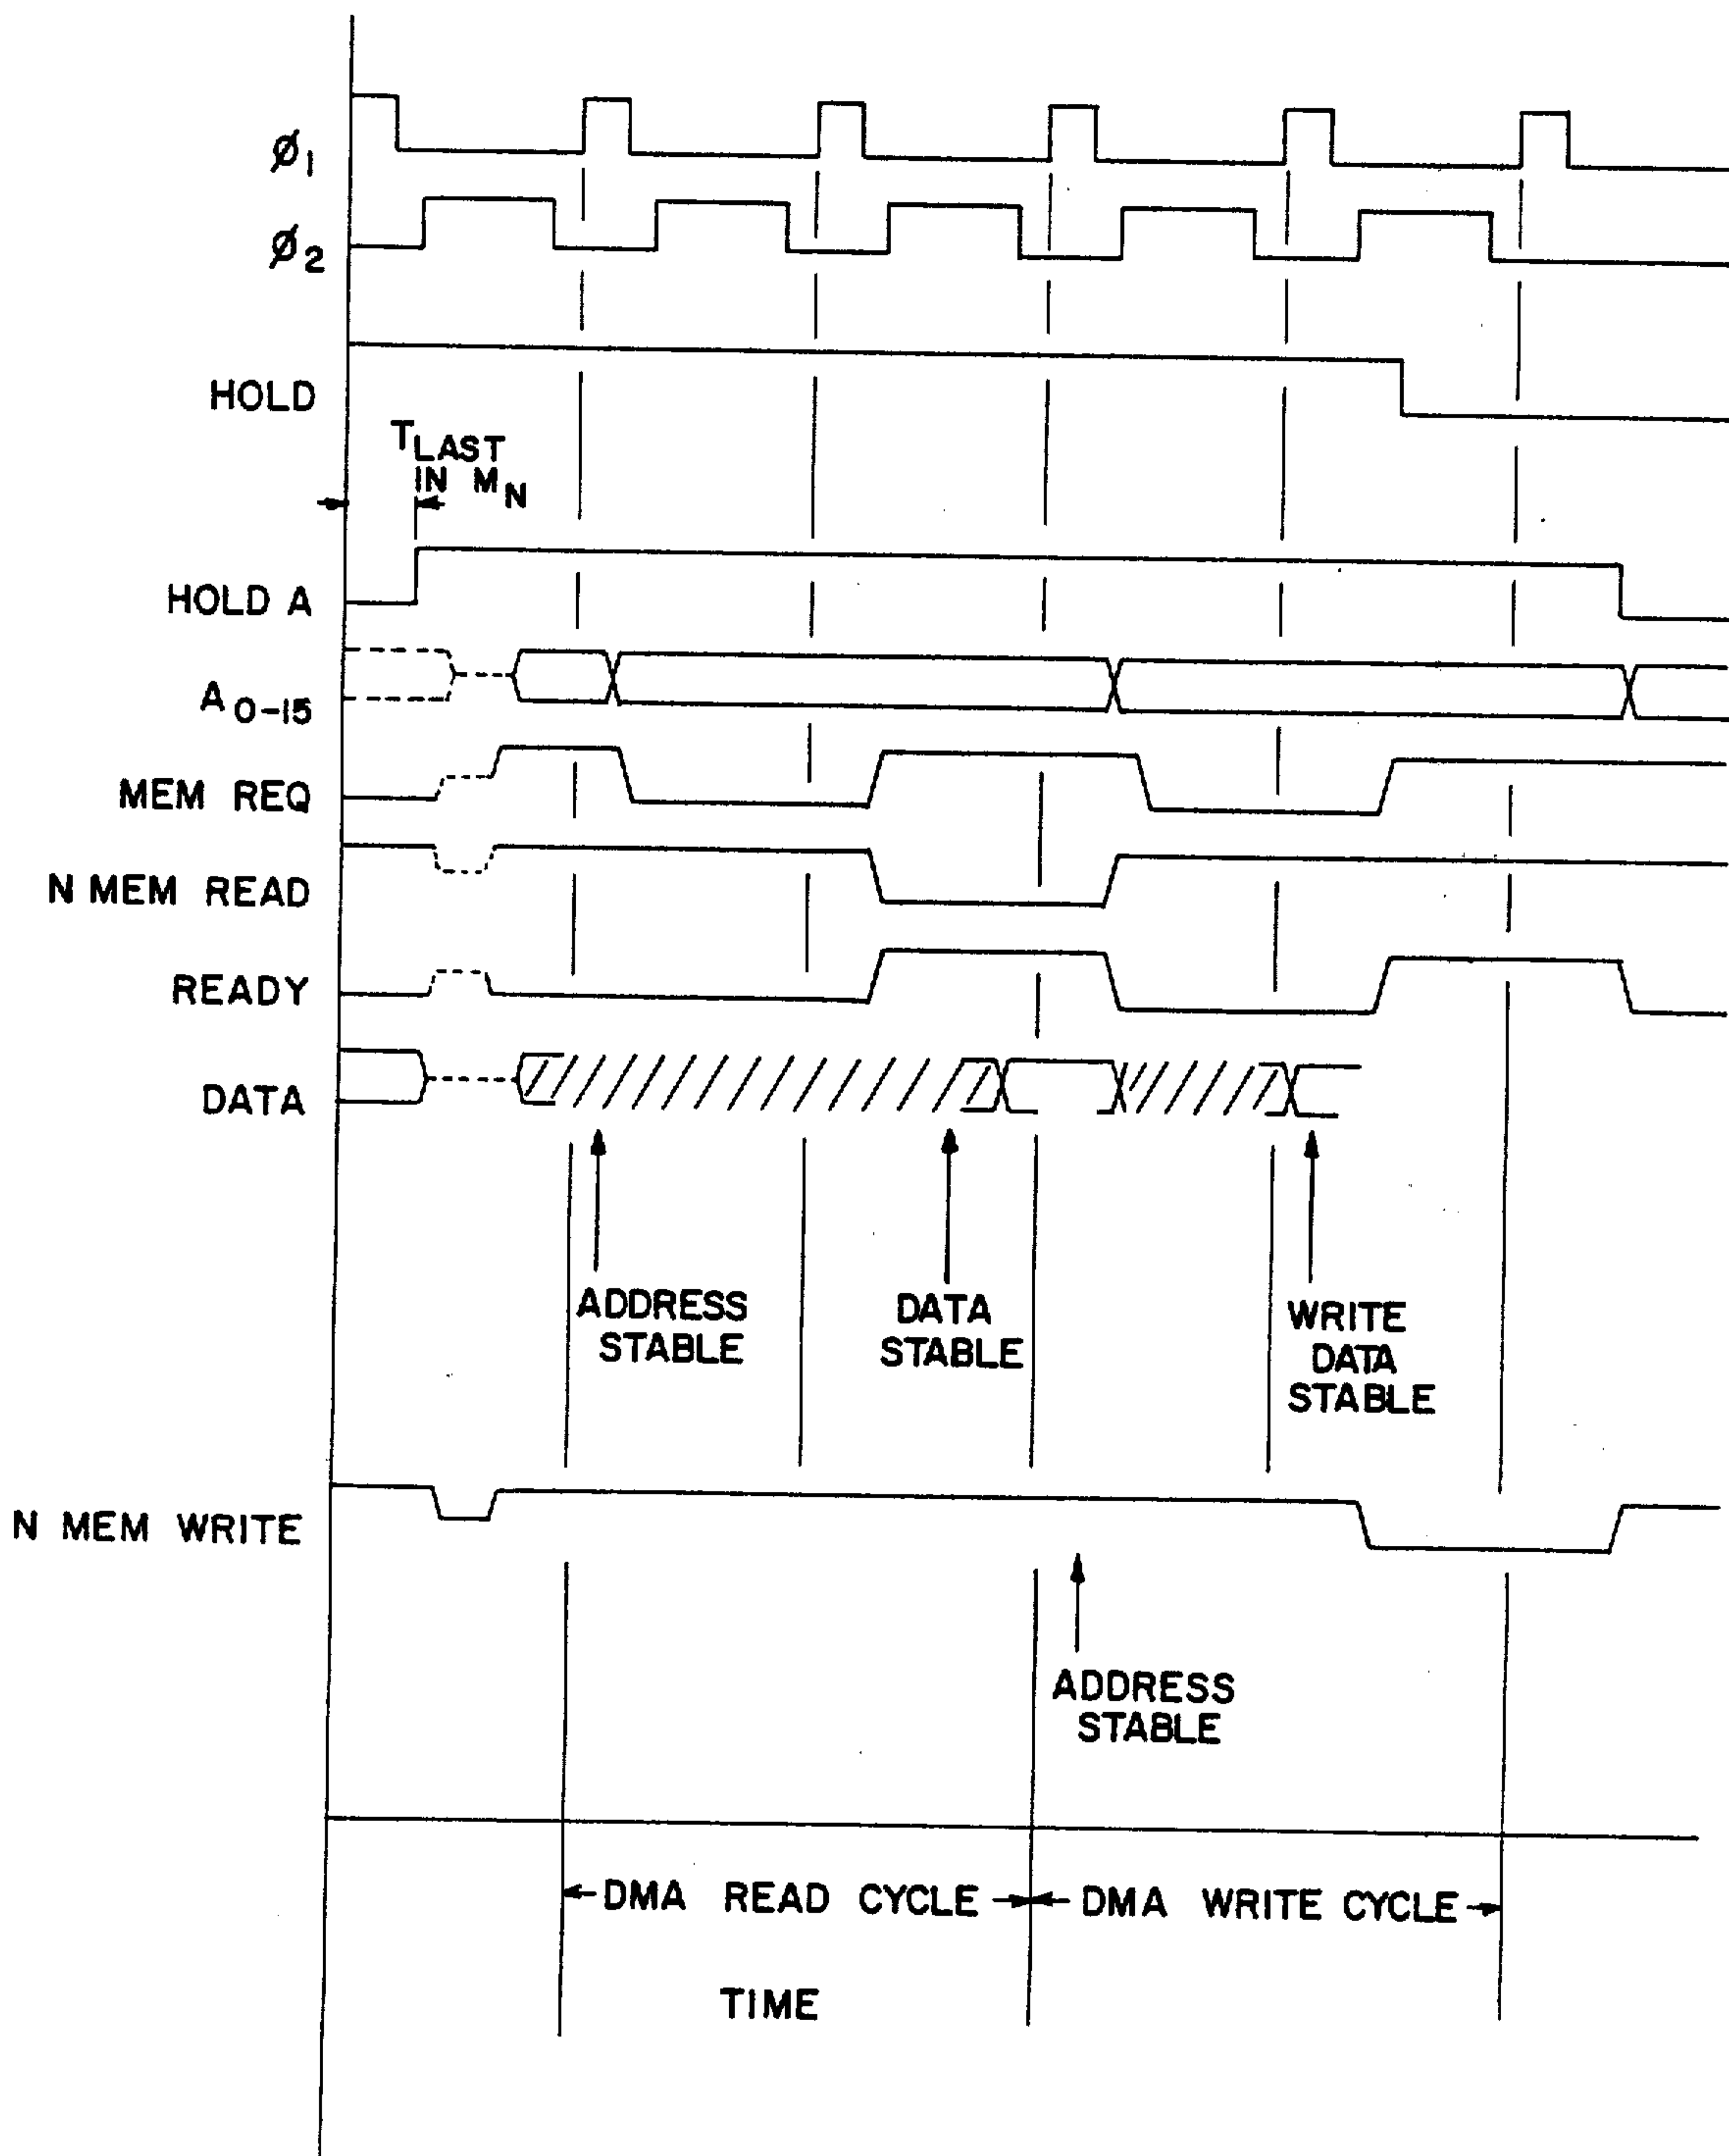 Ø1
Ø2
HOLD
TLAST
IN MN
HOLD A
A0-15
MEM REQ
N MEM READ
READY
DATA
ADDRESS
STABLE
DATA
STABLE
WRITE
DATA
STABLE
N MEM WRITE
ADDRESS
STABLE
DMA READ CYCLE
DMA WRITE CYCLE
TIME